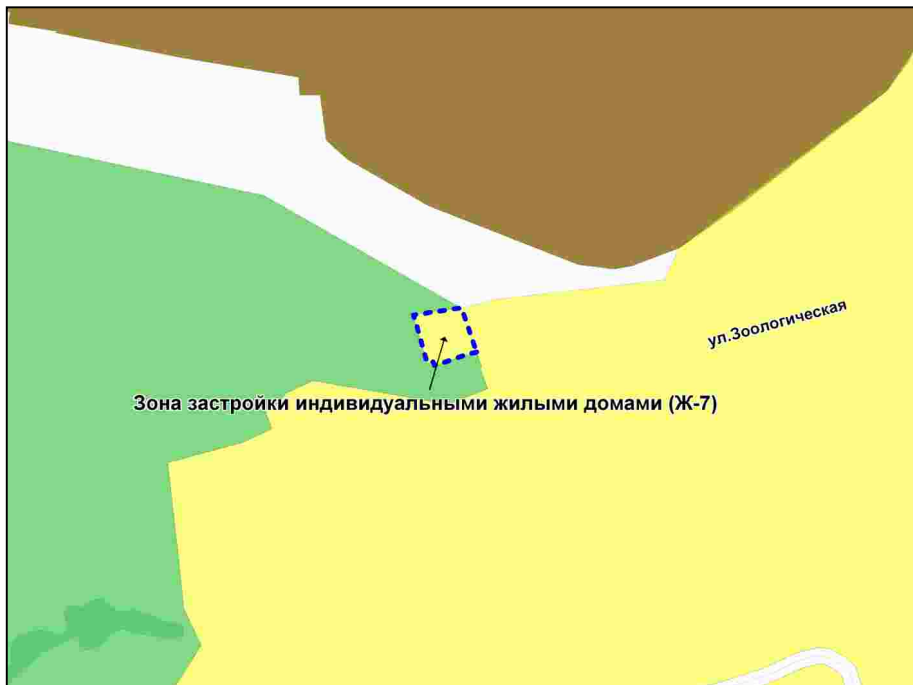 ул.Зоологическая
Зона застройки индивидуальными жилыми домами (Ж-7)